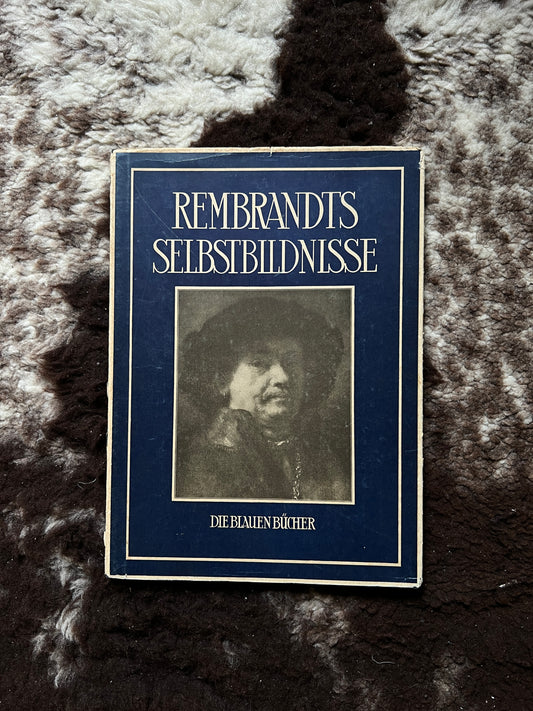 REMBRANDTS
SELBSTBILDNISSE
DIE BLAUEN BÜCHER